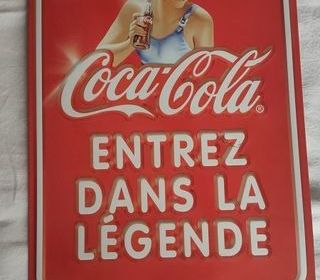 Coca-Cola®
ENTREZ
DANS LA
LÉGENDE